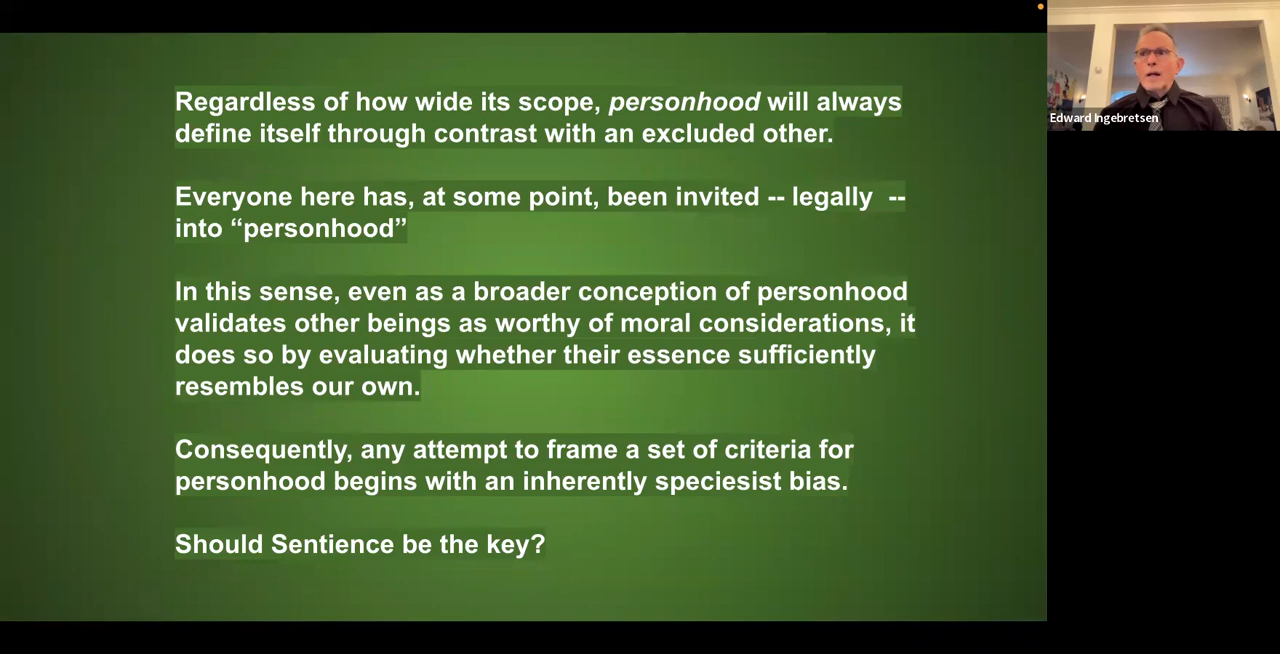 Regardless of how wide its scope, personhood will always
define itself through contrast with an excluded other.
Everyone here has, at some point, been invited -- legally  --
into “personhood”
In this sense, even as a broader conception of personhood
validates other beings as worthy of moral considerations, it
does so by evaluating whether their essence sufficiently
resembles our own.
Consequently, any attempt to frame a set of criteria for
personhood begins with an inherently speciesist bias.
Should Sentience be the key?
Edward Ingebretsen